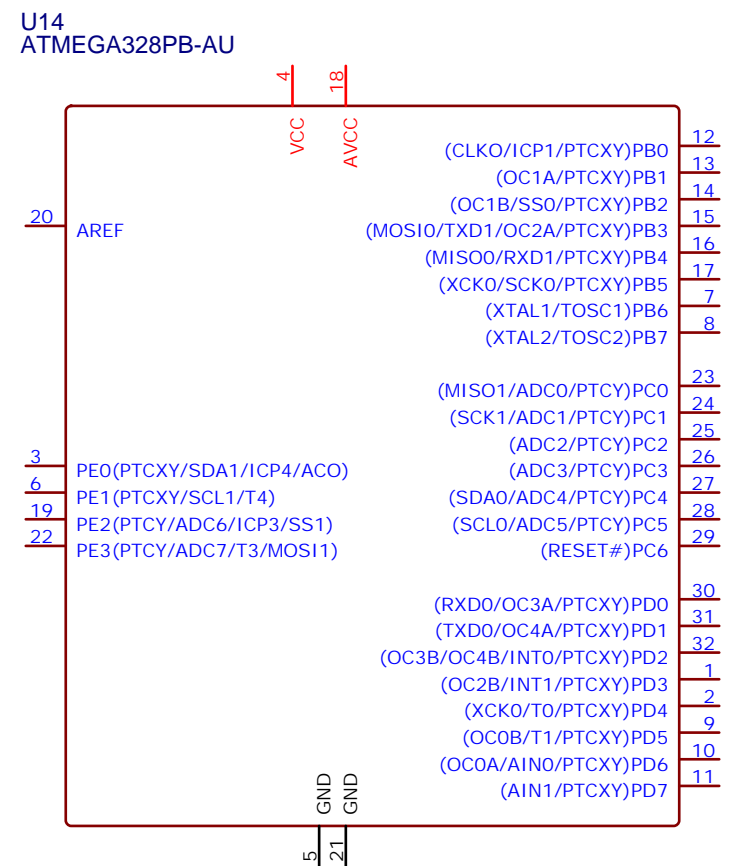 U14
ATMEGA328PB-AU
4
18
VCC
AVCC
12
(CLKO/ICP1/PTCXY)PB0
13
(OC1A/PTCXY)PB1
14
(OC1B/SS0/PTCXY)PB2
20
AREF
15
(MOSI0/TXD1/OC2A/PTCXY)PB3
16
(MISO0/RXD1/PTCXY)PB4
17
(XCK0/SCK0/PTCXY)PB5
7
(XTAL1/TOSC1)PB6
8
(XTAL2/TOSC2)PB7
23
(MISO1/ADC0/PTCY)PC0
24
(SCK1/ADC1/PTCY)PC1
25
(ADC2/PTCY)PC2
3
PE0(PTCXY/SDA1/ICP4/ACO)
26
(ADC3/PTCY)PC3
6
PE1(PTCXY/SCL1/T4)
27
(SDA0/ADC4/PTCY)PC4
19
PE2(PTCY/ADC6/ICP3/SS1)
28
(SCL0/ADC5/PTCY)PC5
22
PE3(PTCY/ADC7/T3/MOSI1)
29
(RESET#)PC6
30
(RXD0/OC3A/PTCXY)PD0
31
(TXD0/OC4A/PTCXY)PD1
32
(OC3B/OC4B/INT0/PTCXY)PD2
1
(OC2B/INT1/PTCXY)PD3
2
(XCK0/T0/PTCXY)PD4
9
(OC0B/T1/PTCXY)PD5
10
(OC0A/AIN0/PTCXY)PD6
11
(AIN1/PTCXY)PD7
GND
GND
5
21